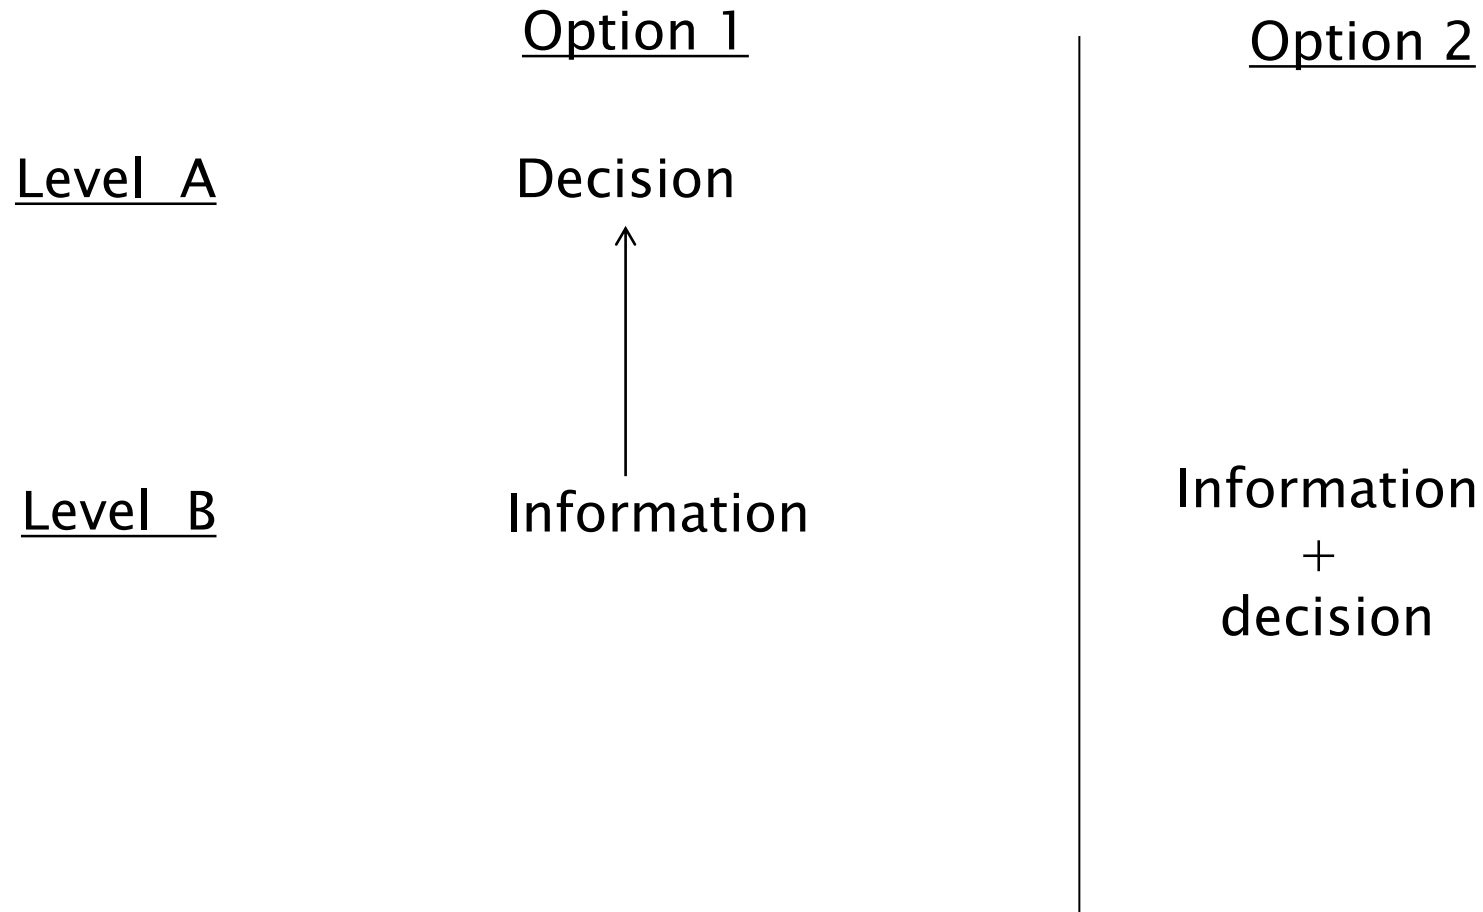 Option 1
Option 2
Level A
Decision
Level B
Information
Information
+
decision